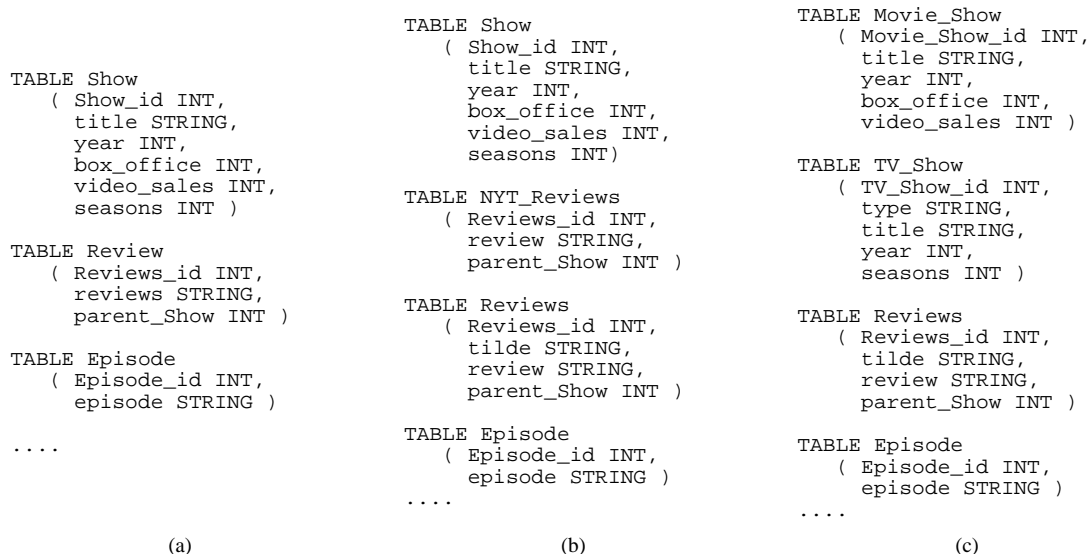 TABLE Show
( Show_id INT,
title STRING,
year INT,
box_office INT,
video_sales INT,
seasons INT )
TABLE Review
( Reviews_id INT,
reviews STRING,
parent_Show INT )
TABLE Episode
( Episode_id INT,
episode STRING )
....
(a)
TABLE Show
( Show_id INT,
title STRING,
year INT,
box_office INT,
video_sales INT,
seasons INT)
TABLE NYT_Reviews
( Reviews_id INT,
review STRING,
parent_Show INT )
TABLE Reviews
( Reviews_id INT,
tilde STRING,
review STRING,
parent_Show INT )
TABLE Episode
( Episode_id INT,
episode STRING )
....
(b)
TABLE Movie_Show
( Movie_Show_id INT,
title STRING,
year INT,
box_office INT,
video_sales INT )
TABLE TV_Show
( TV_Show_id INT,
type STRING,
title STRING,
year INT,
seasons INT )
TABLE Reviews
( Reviews_id INT,
tilde STRING,
review STRING,
parent_Show INT )
TABLE Episode
( Episode_id INT,
episode STRING )
....
(c)